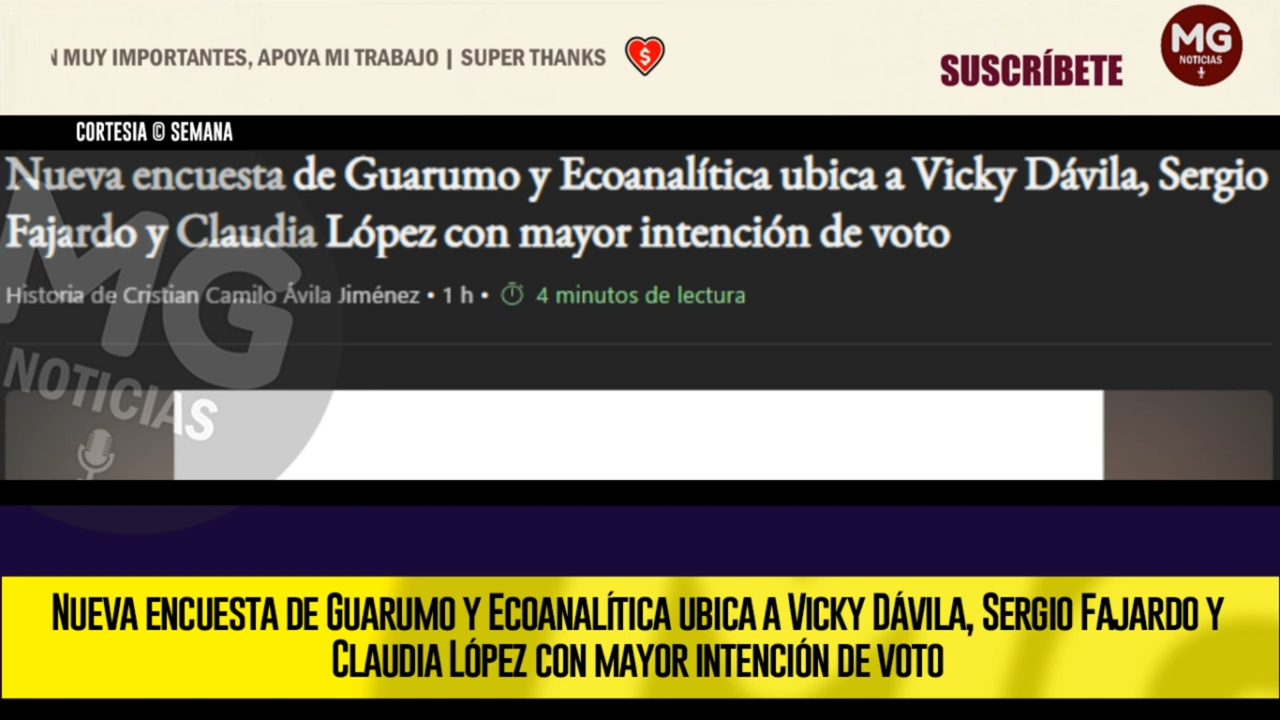 MUY IMPORTANTES, APOYA MI TRABAJO | SUPER THANKS
SUSCRÍBETE
MG
NOTICIAS
CORTESIA © SEMANA
Nueva encuesta de Guarumo y Ecoanalítica ubica a Vicky Dávila, Sergio
Fajardo y Claudia López con mayor intención de voto
Historia de Cristian Camilo Ávila Jiménez • 1 h • 4 minutos de lectura
MG
NOTICIAS
NUEVA ENCUESTA DE GUARUMO Y ECOANALÍTICA UBICA A VICKY DÁVILA, SERGIO FAJARDO Y
CLAUDIA LÓPEZ CON MAYOR INTENCIÓN DE VOTO